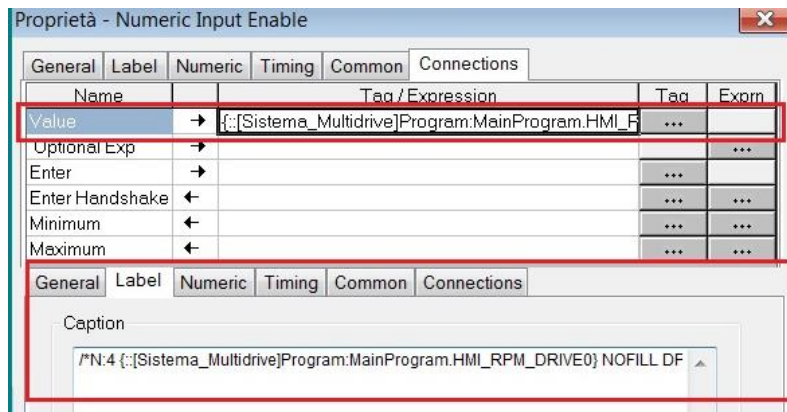 Proprietà - Numeric Input Enable
General Label Numeric Timing Common Connections
Name Tag / Expression Tag Exprn
Value {::[Sistema_Multidrive]Program:MainProgram.HMI_R ...
Optional Exp ...
Enter ...
Enter Handshake ... ...
Minimum ... ...
Maximum ... ...
General Label Numeric Timing Common Connections
Caption
/*N:4 {::[Sistema_Multidrive]Program:MainProgram.HMI_RPM_DRIVE0} NOFILL DF